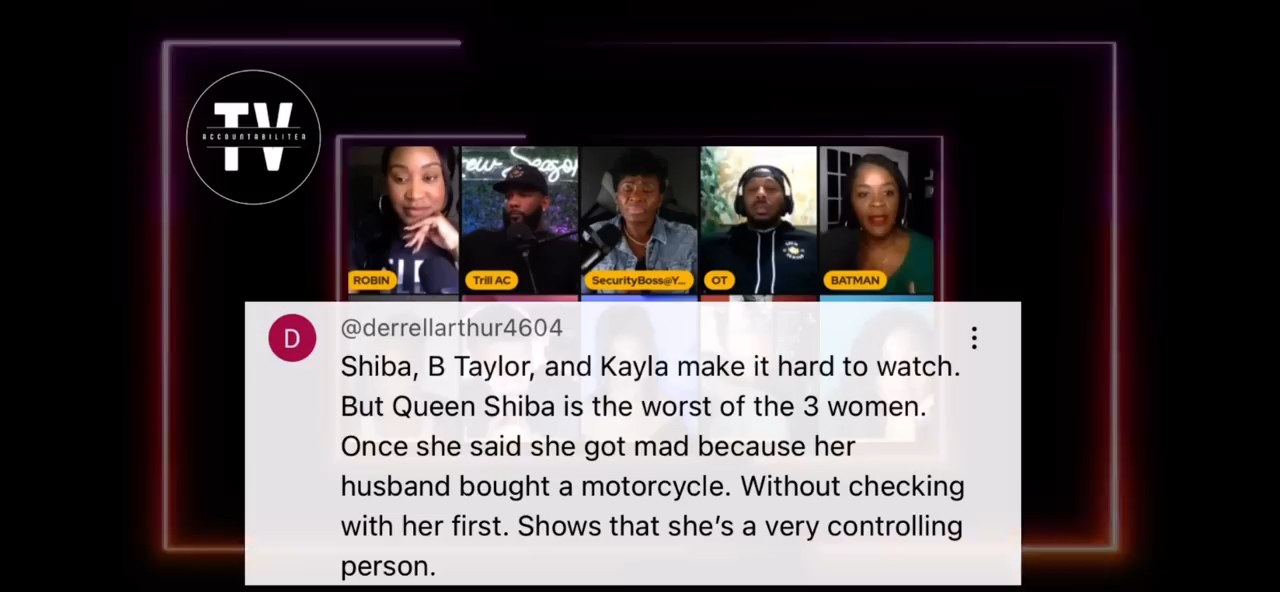 TV
ACCOUNTABILITEA
ew Season
ROBIN
Trill AC
SecurityBoss@Y...
OT
BATMAN
D
@derrellarthur4604
Shiba, B Taylor, and Kayla make it hard to watch.
But Queen Shiba is the worst of the 3 women.
Once she said she got mad because her
husband bought a motorcycle. Without checking
with her first. Shows that she’s a very controlling
person.